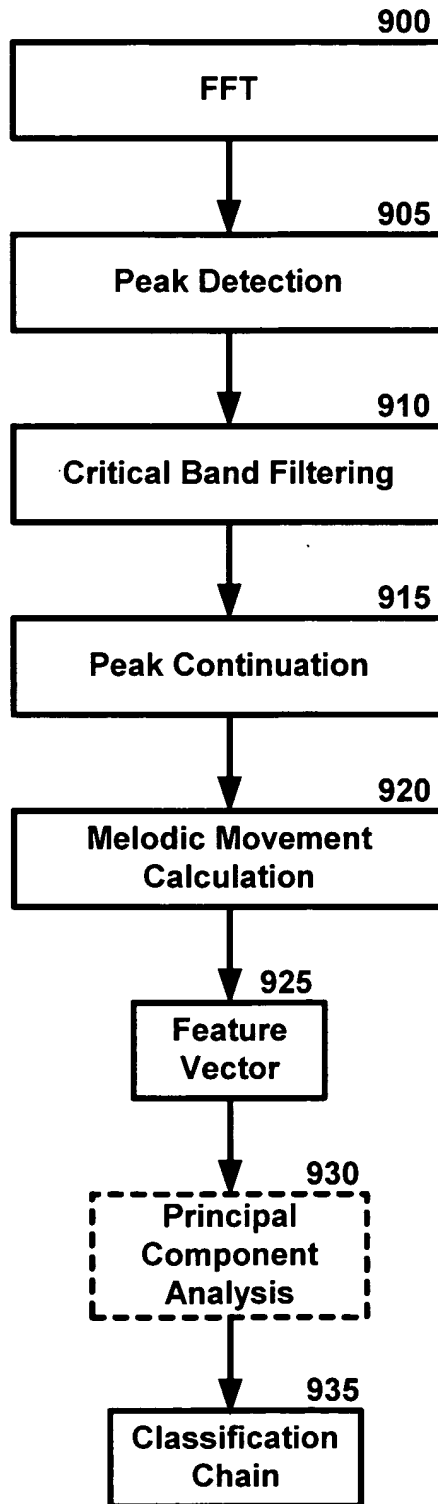 900
FFT
905
Peak Detection
910
Critical Band Filtering
915
Peak Continuation
920
Melodic Movement
Calculation
925
Feature
Vector
930
Principal
Component
Analysis
935
Classification
Chain